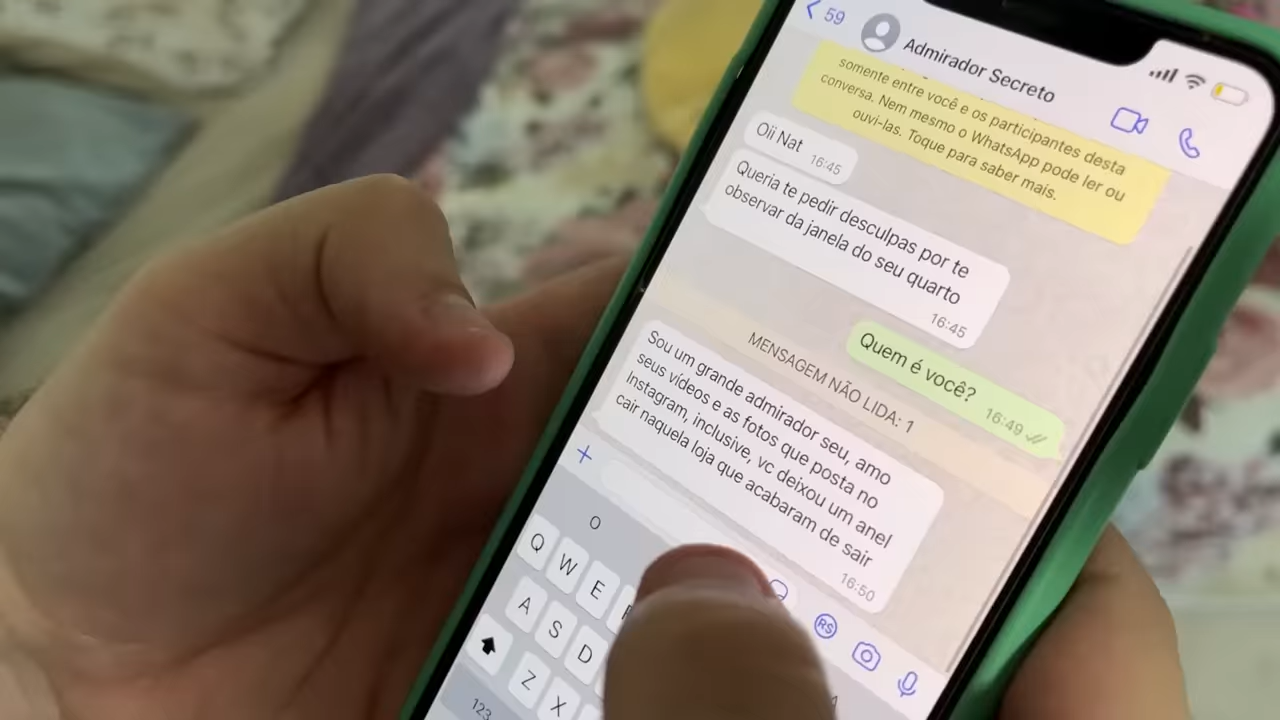 59
Admirador Secreto
somente entre você e os participantes desta
conversa. Nem mesmo o WhatsApp pode ler ou
ouvi-las. Toque para saber mais.
Oii Nat
16:45
Queria te pedir desculpas por te
observar da janela do seu quarto
16:45
Quem é você?
16:49
MENSAGEM NÃO LIDA: 1
Sou um grande admirador seu, amo
seus vídeos e as fotos que posta no
Instagram, inclusive, vc deixou um anel
cair naquela loja que acabaram de sair
16:50
R$
O
Q W E
A S D
Z X
123